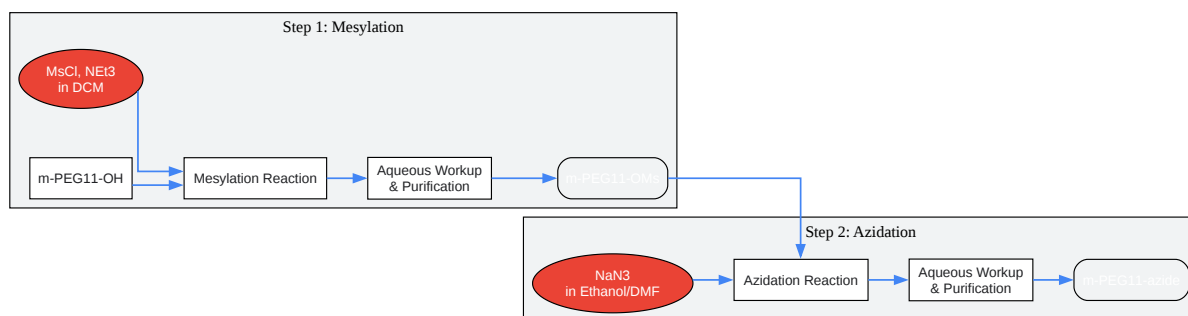 Step 1: Mesylation
MsCl, NEt3
in DCM
m-PEG11-OH
Mesylation Reaction
Aqueous Workup
& Purification
m-PEG11-OMs
Step 2: Azidation
NaN3
in Ethanol/DMF
Azidation Reaction
Aqueous Workup
& Purification
m-PEG11-azide